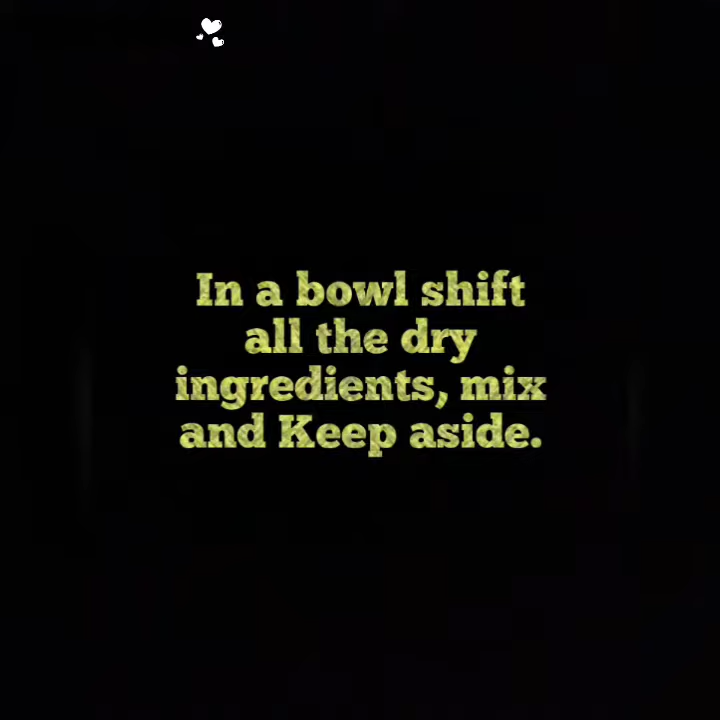 In a bowl shift
all the dry
ingredients, mix
and Keep aside.